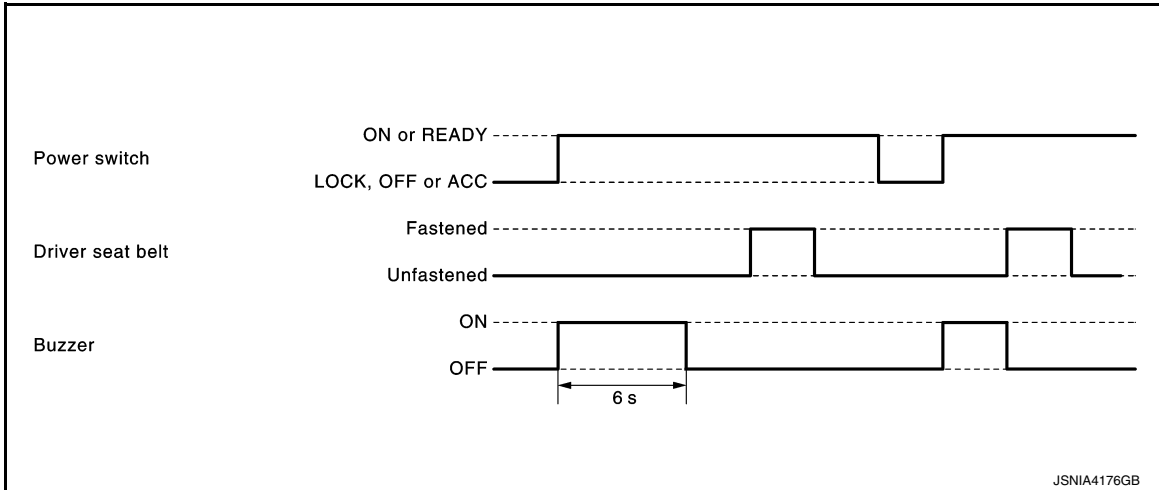 ON or READY
Power switch
LOCK, OFF or ACC
Fastened
Driver seat belt
Unfastened
ON
Buzzer
OFF
6 s
JSNIA4176GB